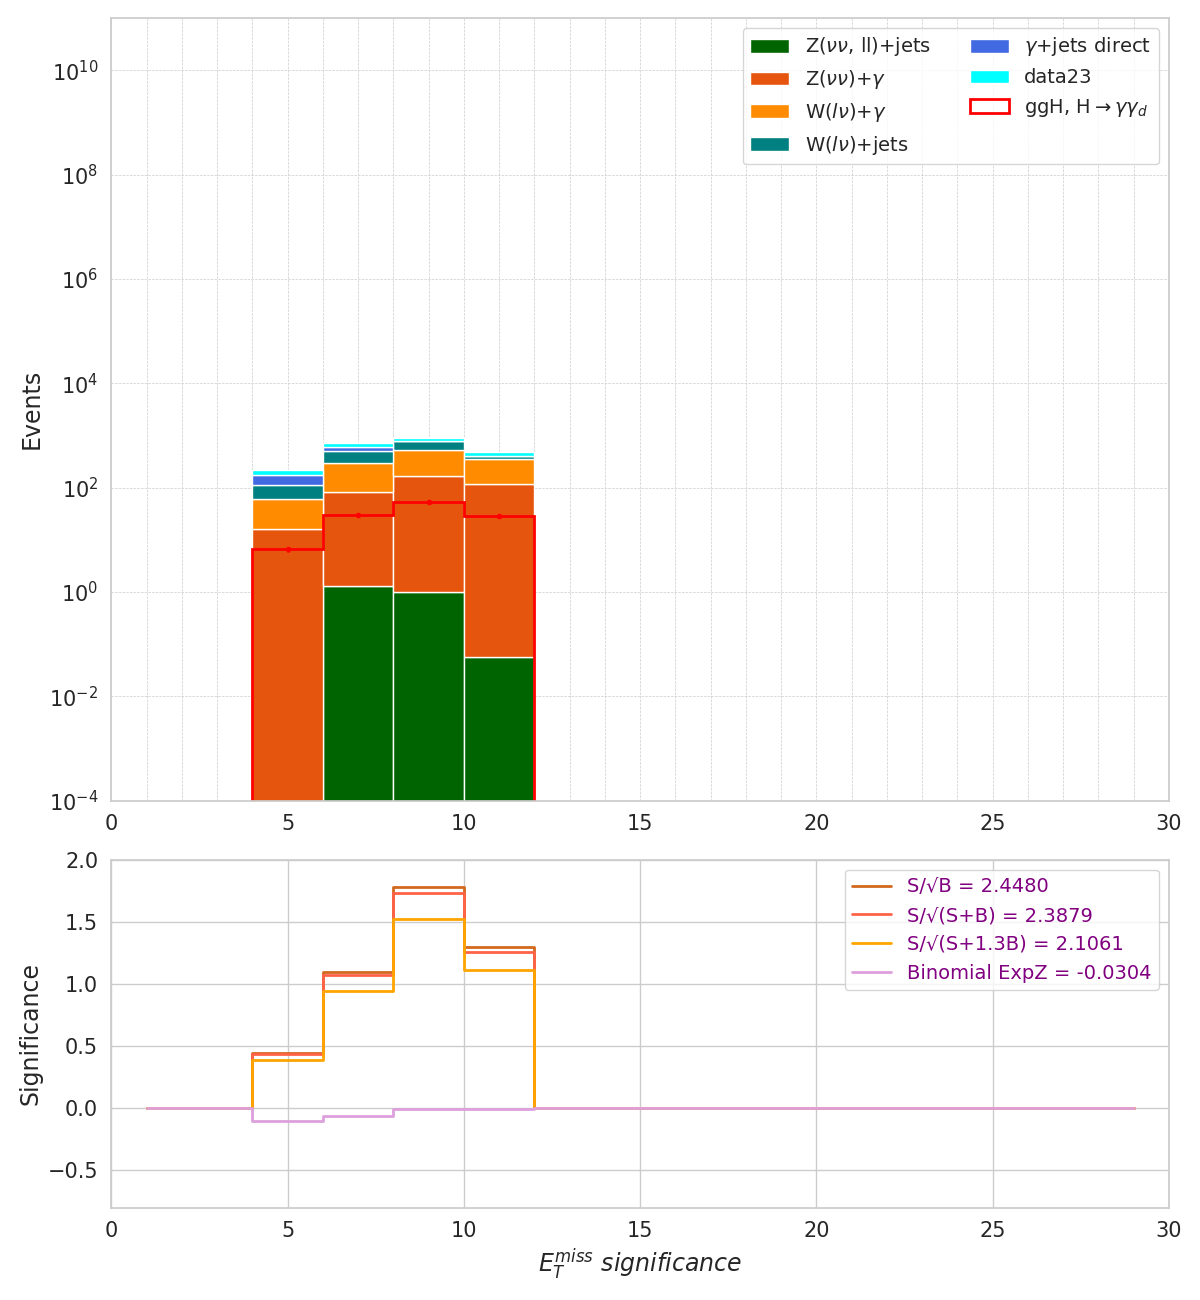 Z(νν, ll)+jets
Z(νν)+γ
W(lν)+γ
W(lν)+jets
γ+jets direct
data23
ggH, H→γγ_d
Events
10^10
10^8
10^6
10^4
10^2
10^0
10^−2
10^−4
0 5 10 15 20 25 30
S/√B = 2.4480
S/√(S+B) = 2.3879
S/√(S+1.3B) = 2.1061
Binomial ExpZ = -0.0304
Significance
2.0
1.5
1.0
0.5
0.0
−0.5
0 5 10 15 20 25 30
E_T^miss significance